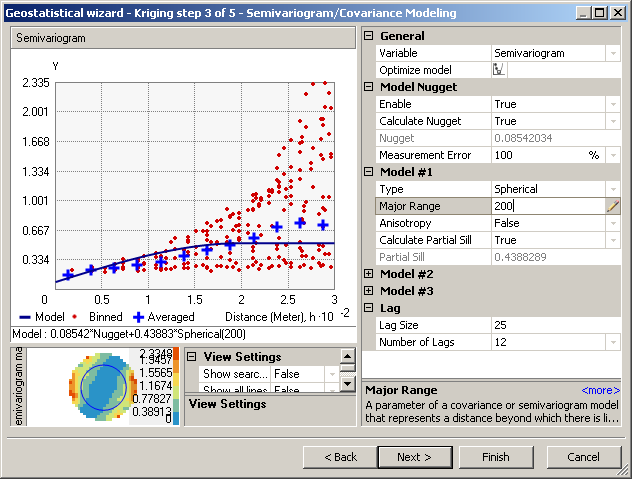 Geostatistical wizard - Kriging step 3 of 5 - Semivariogram/Covariance Modeling
Semivariogram
γ
2.335
2.001
1.668
1.334
1.001
0.667
0.334
0 0.5 1 1.5 2 2.5 3
Distance (Meter), h ·10 -2
Model Binned Averaged
Model : 0.08542*Nugget+0.43883*Spherical(200)
emivariogram ma
2.3349
1.9457
1.5565
1.1674
0.77827
0.38913
0
View Settings
Show searc... False
Show all lines False
View Settings
General
Variable Semivariogram
Optimize model
Model Nugget
Enable True
Calculate Nugget True
Nugget 0.08542034
Measurement Error 100 %
Model #1
Type Spherical
Major Range 200
Anisotropy False
Calculate Partial Sill True
Partial Sill 0.4388289
Model #2
Model #3
Lag
Lag Size 25
Number of Lags 12
Major Range <more>
A parameter of a covariance or semivariogram model
that represents a distance beyond which there is li...
< Back Next > Finish Cancel